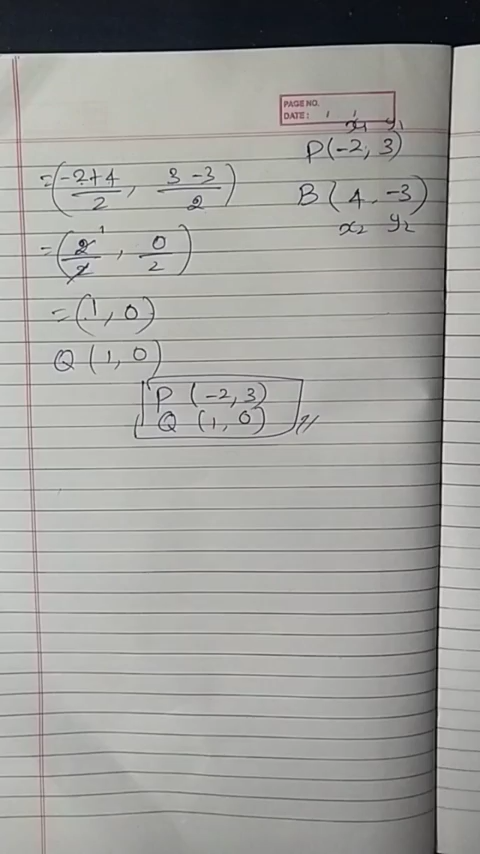 PAGE NO.
DATE:
x₁ y₁
P(-2, 3)
B(4, -3)
x₂ y₂
=(-2+4/2, 3-3/2)
=(2/2 1, 0/2)
=(1, 0)
Q (1, 0)
P (-2, 3)
Q (1, 0)